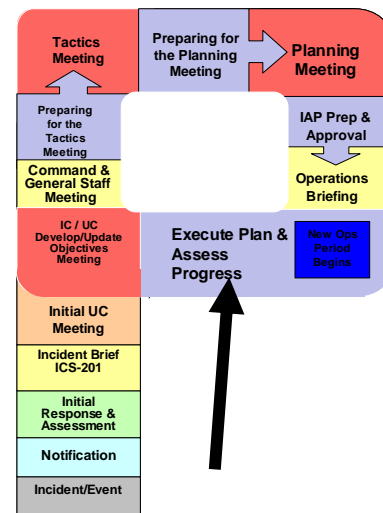 Tactics
Meeting
Preparing for
the Planning
Meeting
Planning
Meeting
Preparing
for the
Tactics
Meeting
IAP Prep &
Approval
Command &
General Staff
Meeting
Operations
Briefing
IC / UC
Develop/Update
Objectives
Meeting
Execute Plan &
Assess
Progress
New Ops
Period
Begins
Initial UC
Meeting
Incident Brief
ICS-201
Initial
Response &
Assessment
Notification
Incident/Event